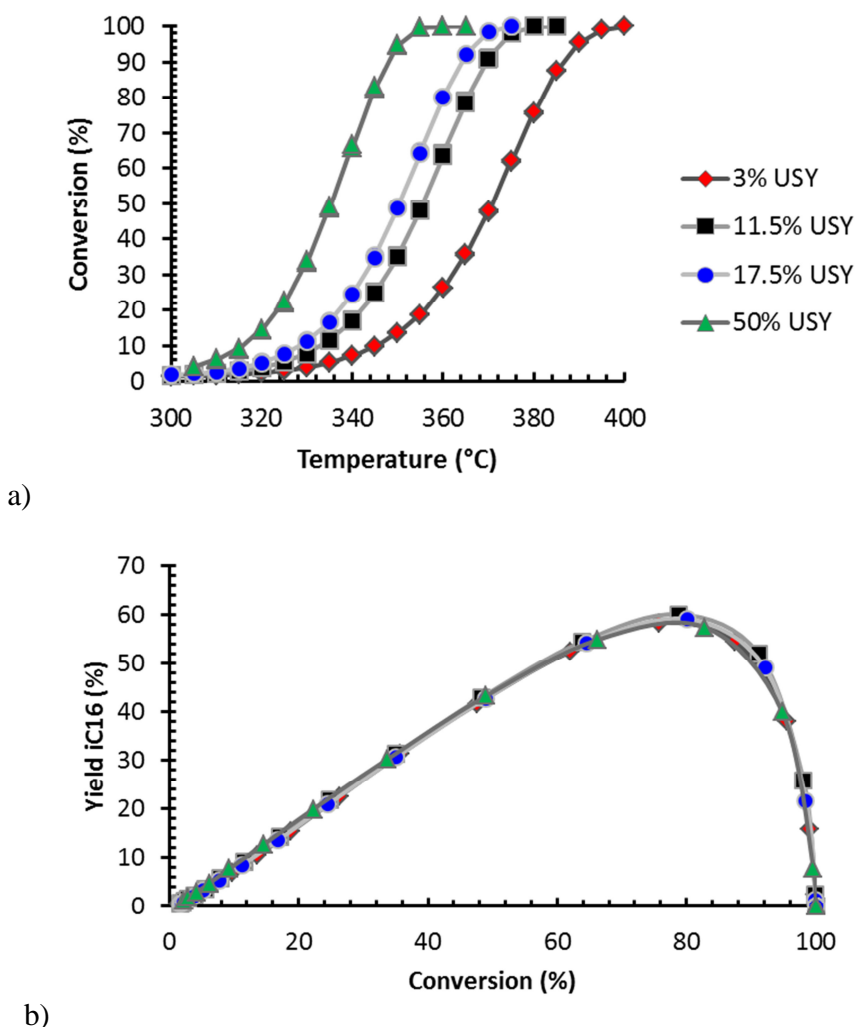 100
90
80
70
60
50
40
30
20
10
0
Conversion (%)
300 320 340 360 380 400
Temperature (°C)
3% USY
11.5% USY
17.5% USY
50% USY
a)
70
60
50
40
30
20
10
0
Yield iC16 (%)
0 20 40 60 80 100
Conversion (%)
b)